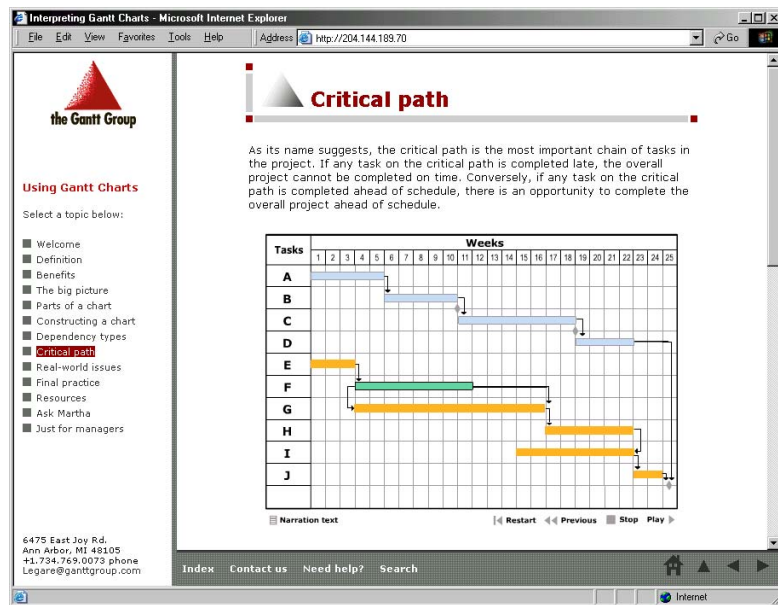 Interpreting Gantt Charts - Microsoft Internet Explorer
File Edit View Favorites Tools Help Address http://204.144.189.70 Go
the Gantt Group
Using Gantt Charts
Select a topic below:
Welcome
Definition
Benefits
The big picture
Parts of a chart
Constructing a chart
Dependency types
Critical path
Real-world issues
Final practice
Resources
Ask Martha
Just for managers
6475 East Joy Rd.
Ann Arbor, MI 48105
+1.734.769.0073 phone
Legare@ganttgroup.com
Critical path
As its name suggests, the critical path is the most important chain of tasks in
the project. If any task on the critical path is completed late, the overall
project cannot be completed on time. Conversely, if any task on the critical
path is completed ahead of schedule, there is an opportunity to complete the
overall project ahead of schedule.
Tasks Weeks
1 2 3 4 5 6 7 8 9 10 11 12 13 14 15 16 17 18 19 20 21 22 23 24 25
A
B
C
D
E
F
G
H
I
J
Narration text Restart Previous Stop Play
Index Contact us Need help? Search
Internet